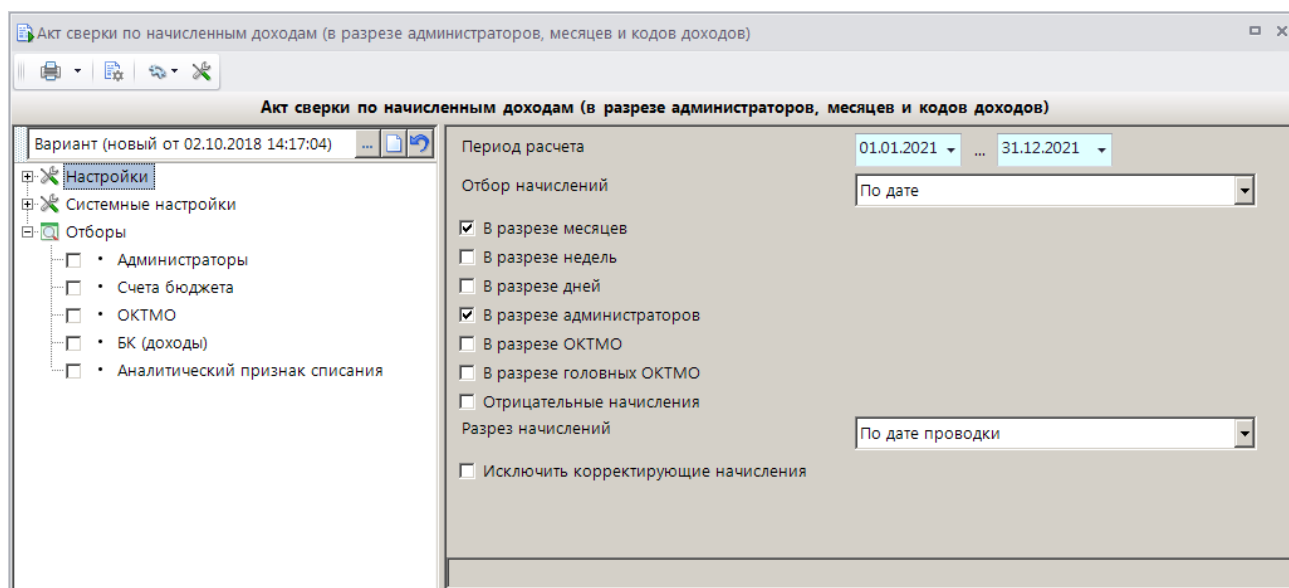 Акт сверки по начисленным доходам (в разрезе администраторов, месяцев и кодов доходов)
Акт сверки по начисленным доходам (в разрезе администраторов, месяцев и кодов доходов)
Вариант (новый от 02.10.2018 14:17:04) ...
Настройки
Системные настройки
Отборы
• Администраторы
• Счета бюджета
• ОКТМО
• БК (доходы)
• Аналитический признак списания
Период расчета 01.01.2021 ... 31.12.2021
Отбор начислений По дате
В разрезе месяцев
В разрезе недель
В разрезе дней
В разрезе администраторов
В разрезе ОКТМО
В разрезе головных ОКТМО
Отрицательные начисления
Разрез начислений По дате проводки
Исключить корректирующие начисления